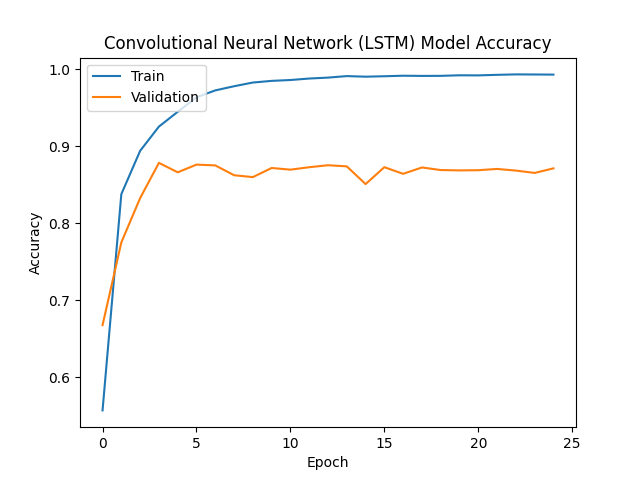 Convolutional Neural Network (LSTM) Model Accuracy
Train
Validation
1.0
0.9
0.8
0.7
0.6
Accuracy
0 5 10 15 20 25
Epoch